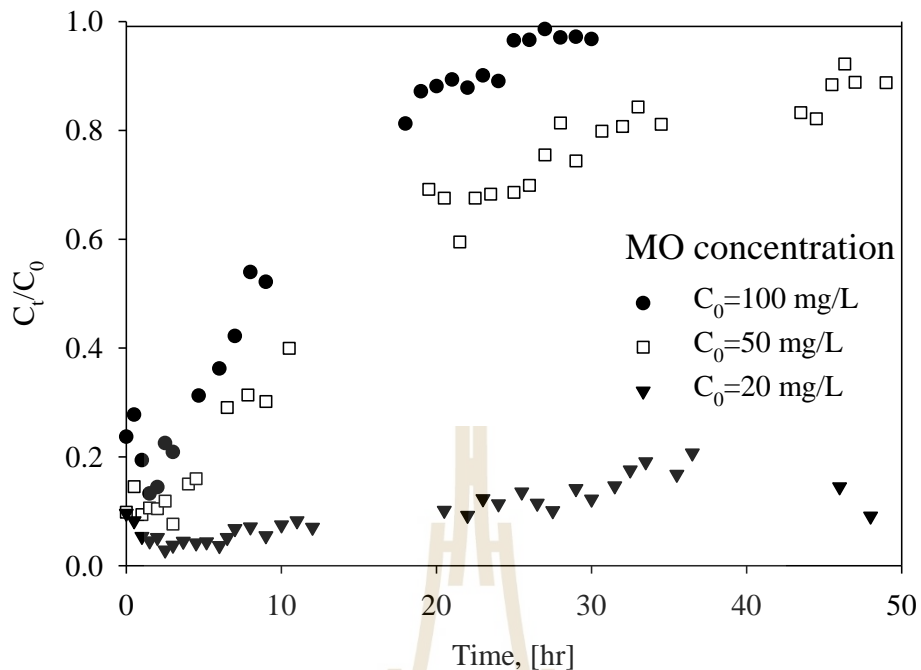 1.0
0.8
0.6
0.4
0.2
0.0
C_t/C_0
MO concentration
C_0=100 mg/L
C_0=50 mg/L
C_0=20 mg/L
0 10 20 30 40 50
Time, [hr]